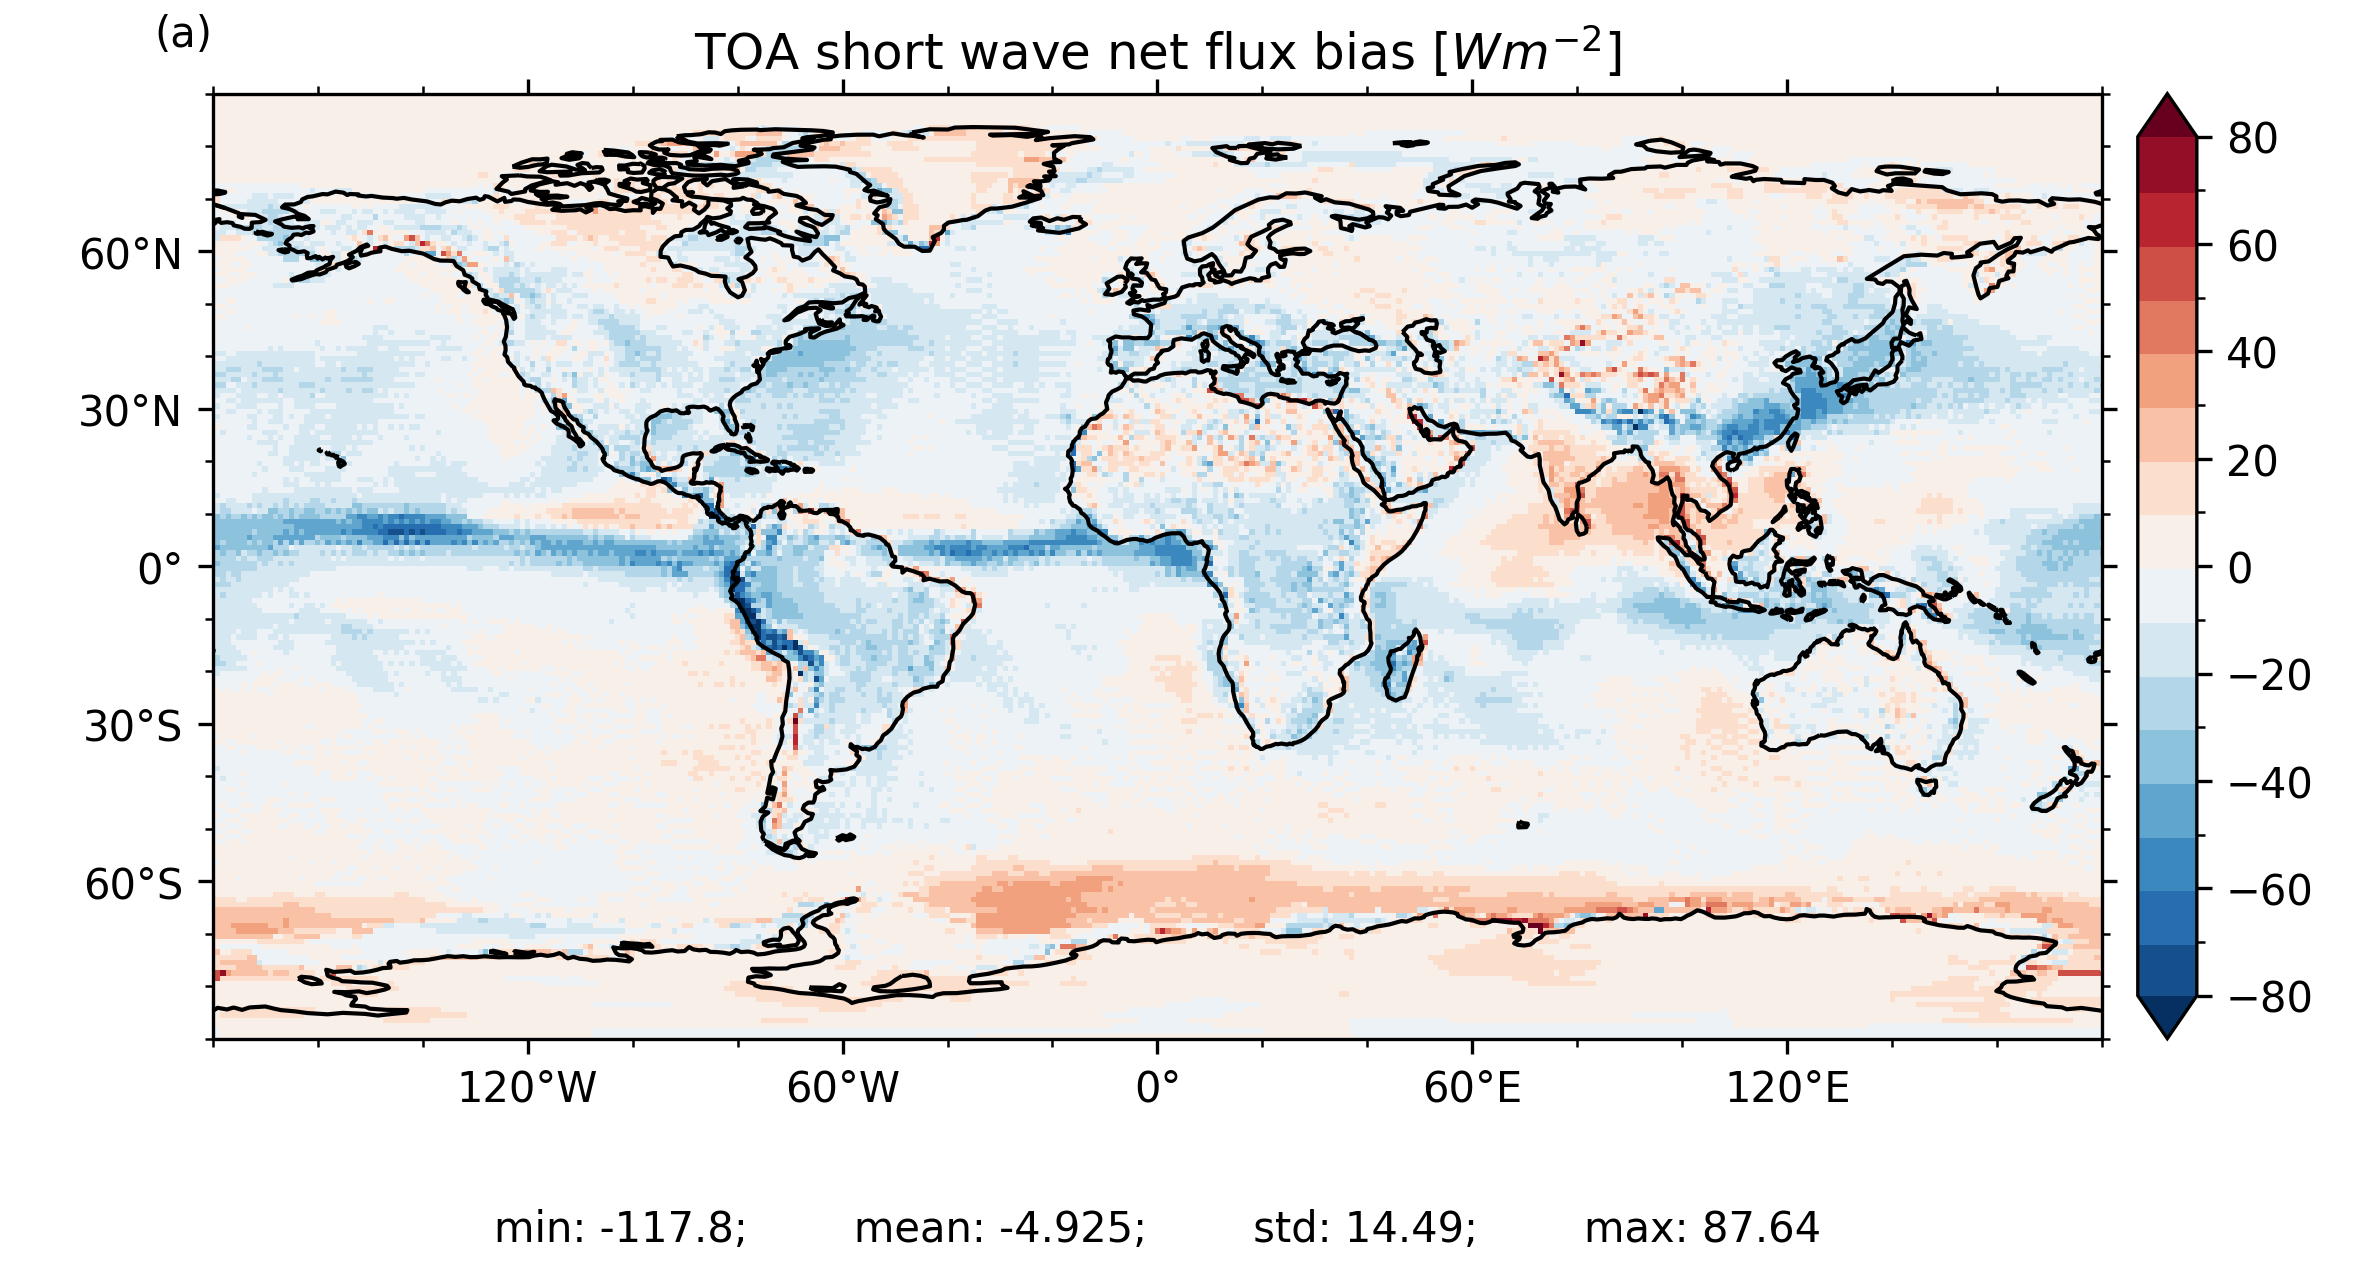 (a)
TOA short wave net flux bias [Wm⁻²]
60°N
30°N
0°
30°S
60°S
120°W 60°W 0° 60°E 120°E
80
60
40
20
0
−20
−40
−60
−80
min: -117.8; mean: -4.925; std: 14.49; max: 87.64